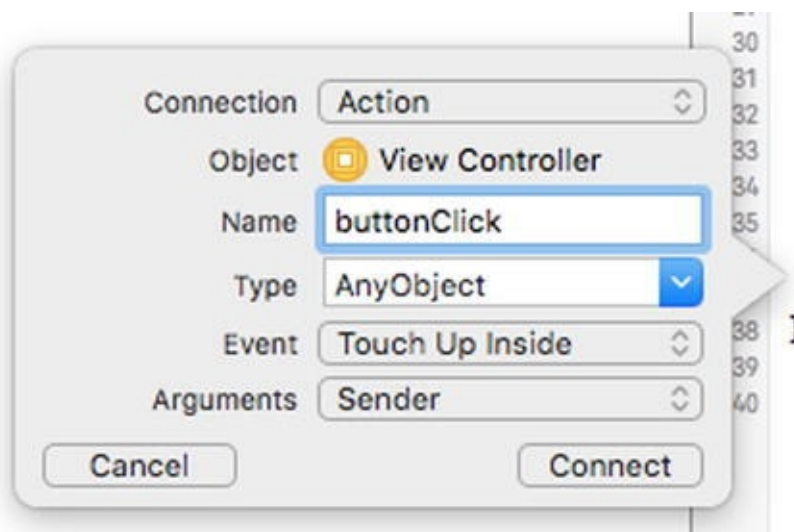 30
31
32
33
34
35
38
39
40
Connection Action
Object View Controller
Name buttonClick
Type AnyObject
Event Touch Up Inside
Arguments Sender
Cancel Connect